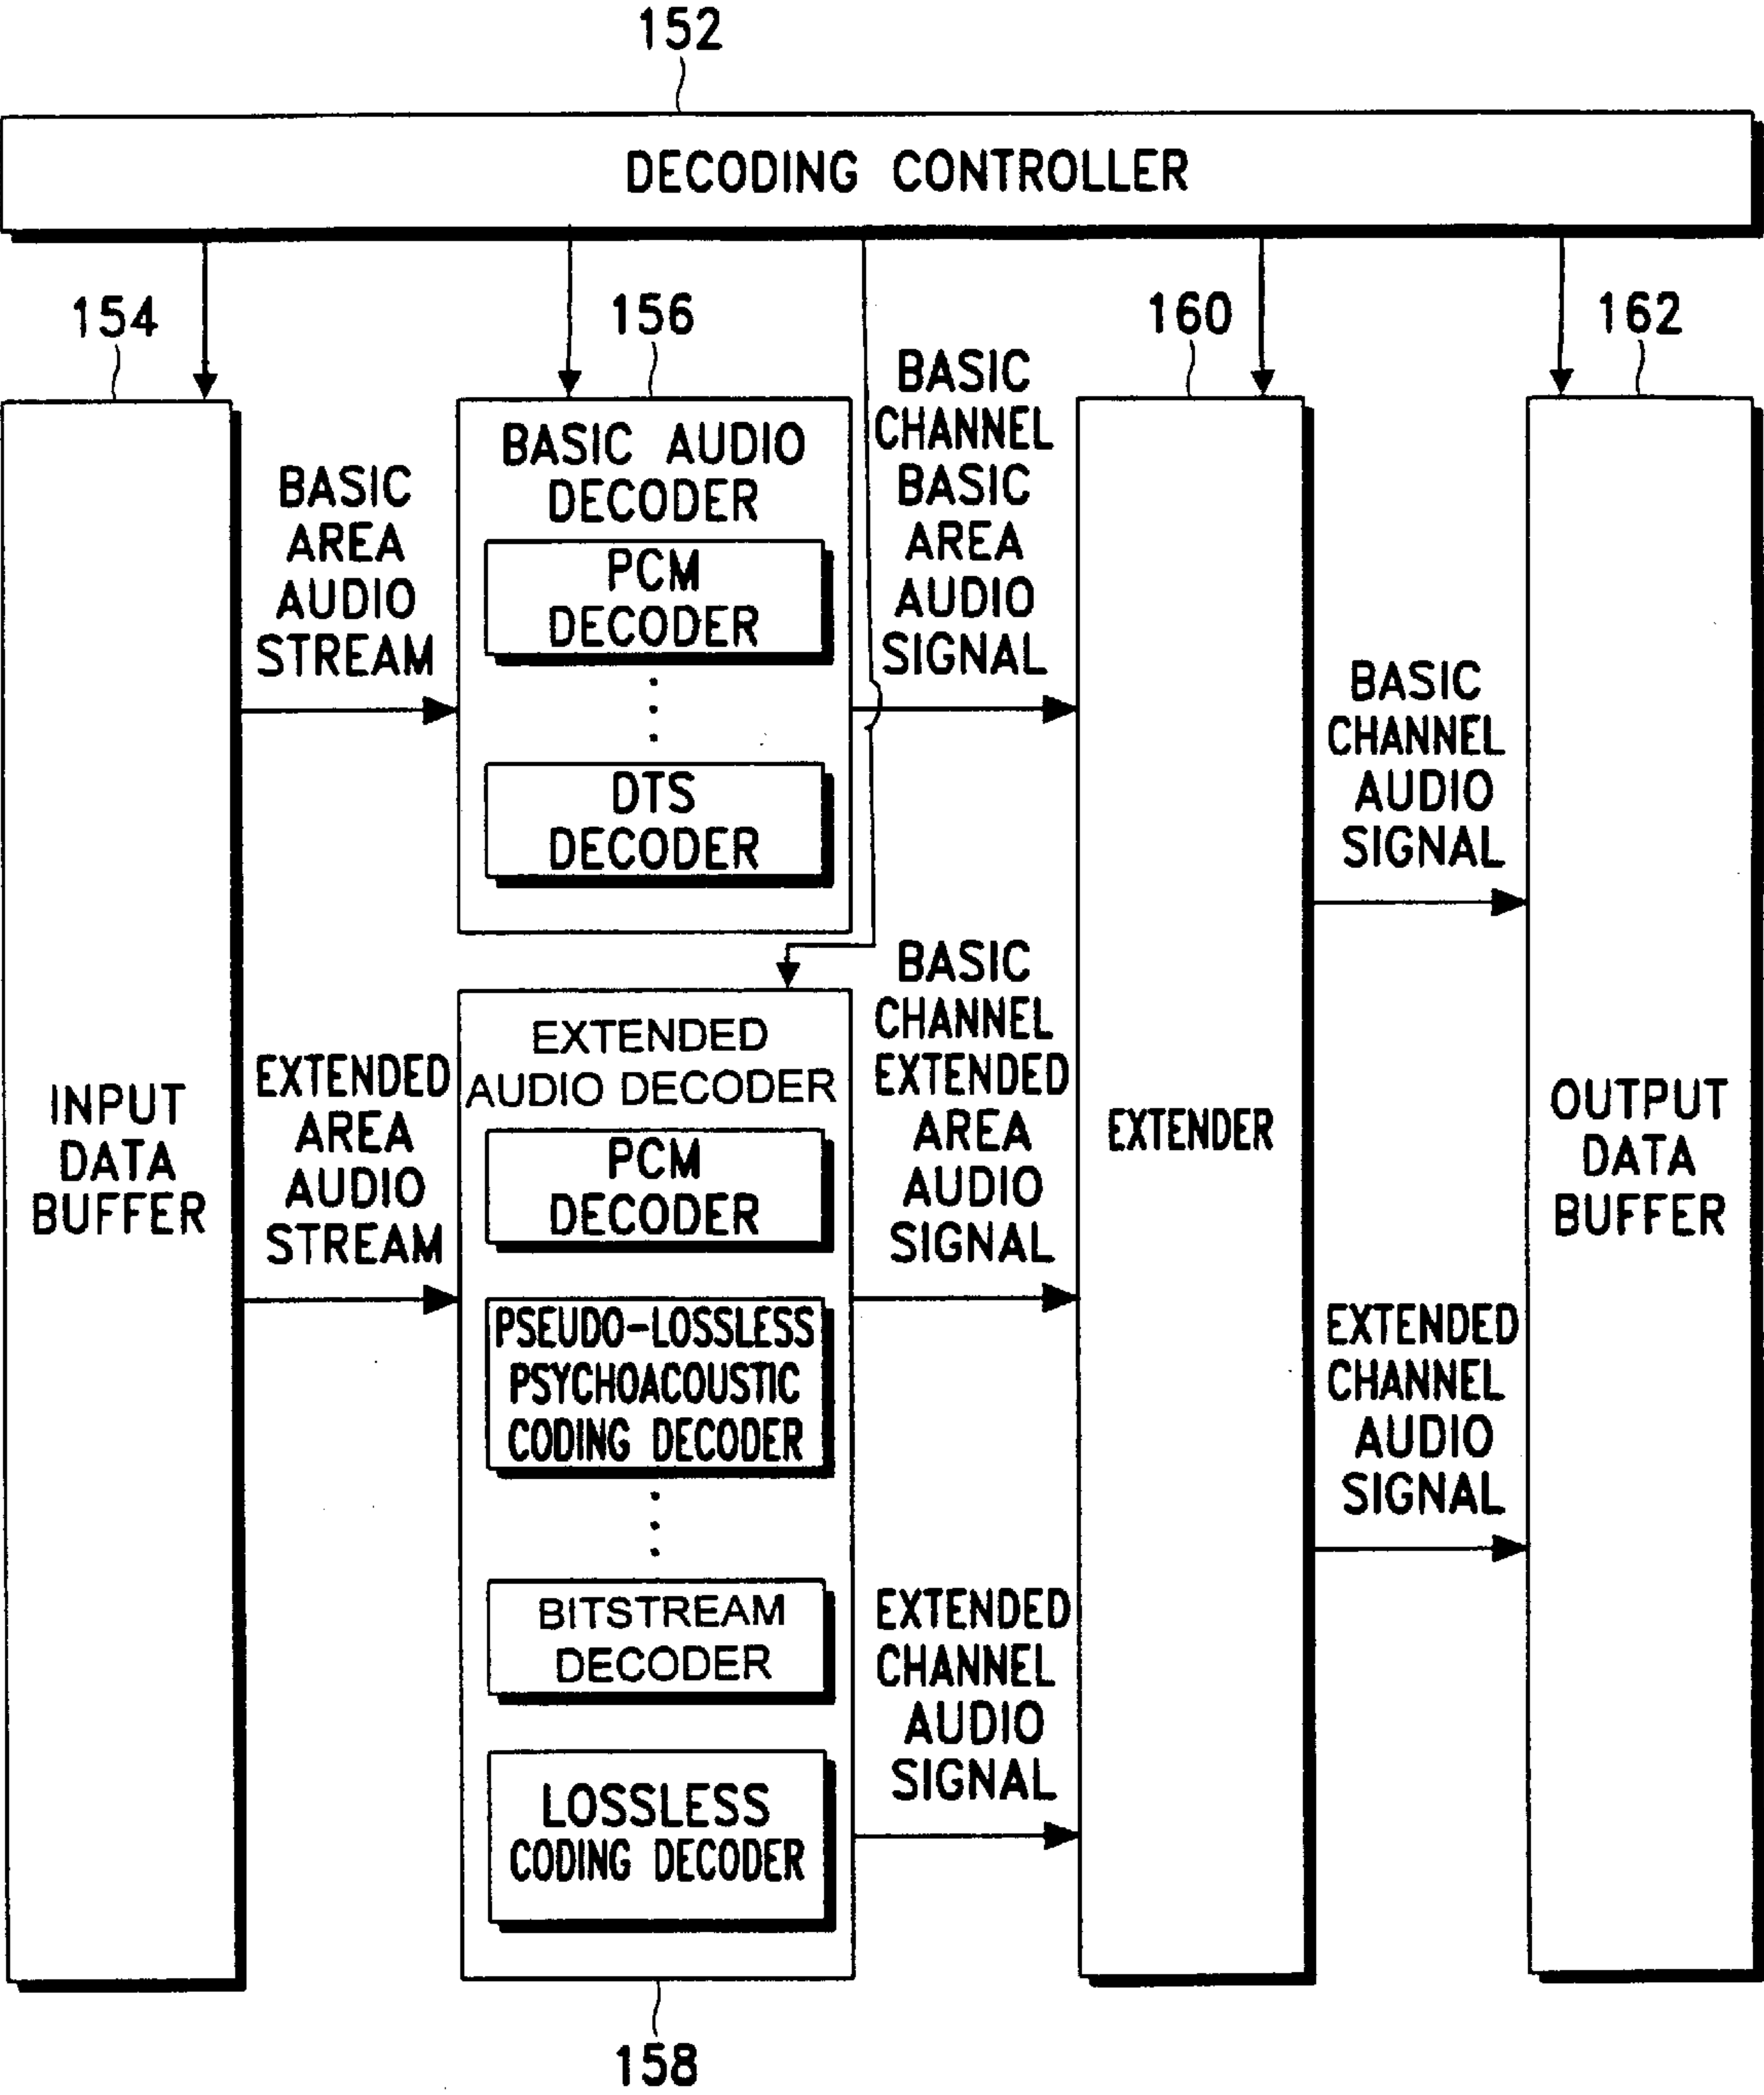 152
DECODING CONTROLLER
154
156
160
162
BASIC
AREA
AUDIO
STREAM
BASIC AUDIO
DECODER
PCM
DECODER
DTS
DECODER
BASIC
CHANNEL
BASIC
AREA
AUDIO
SIGNAL
BASIC
CHANNEL
AUDIO
SIGNAL
INPUT
DATA
BUFFER
EXTENDED
AREA
AUDIO
STREAM
EXTENDED
AUDIO DECODER
PCM
DECODER
PSEUDO-LOSSLESS
PSYCHOACOUSTIC
CODING DECODER
BITSTREAM
DECODER
LOSSLESS
CODING DECODER
BASIC
CHANNEL
EXTENDED
AREA
AUDIO
SIGNAL
EXTENDED
CHANNEL
AUDIO
SIGNAL
EXTENDER
EXTENDED
CHANNEL
AUDIO
SIGNAL
OUTPUT
DATA
BUFFER
158